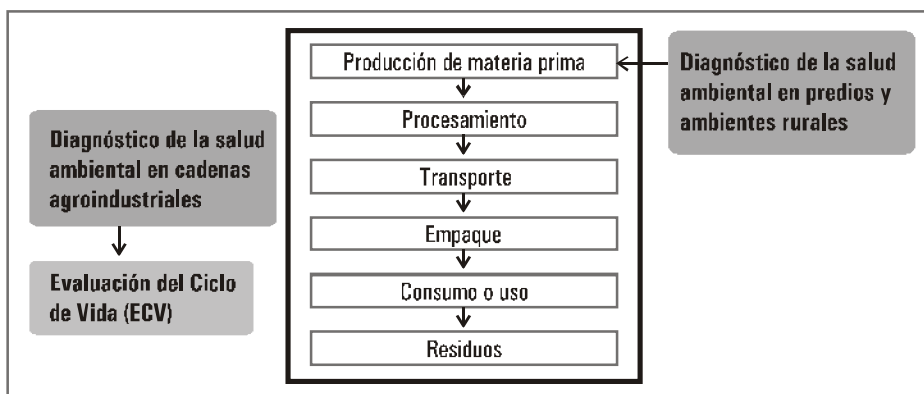 Diagnóstico de la salud
ambiental en cadenas
agroindustriales
Evaluación del Ciclo
de Vida (ECV)
Producción de materia prima
Procesamiento
Transporte
Empaque
Consumo o uso
Residuos
Diagnóstico de la salud
ambiental en predios y
ambientes rurales